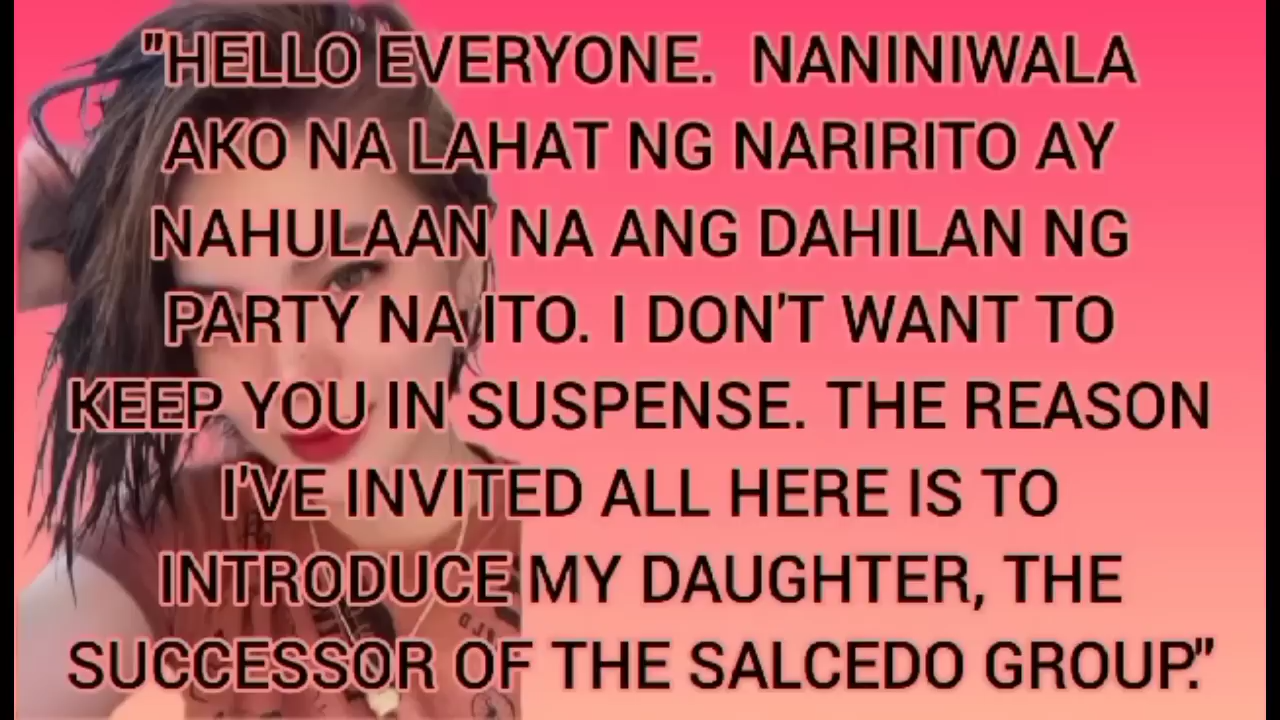 "HELLO EVERYONE. NANINIWALA
AKO NA LAHAT NG NARIRITO AY
NAHULAAN NA ANG DAHILAN NG
PARTY NA ITO. I DON'T WANT TO
KEEP YOU IN SUSPENSE. THE REASON
I'VE INVITED ALL HERE IS TO
INTRODUCE MY DAUGHTER, THE
SUCCESSOR OF THE SALCEDO GROUP."